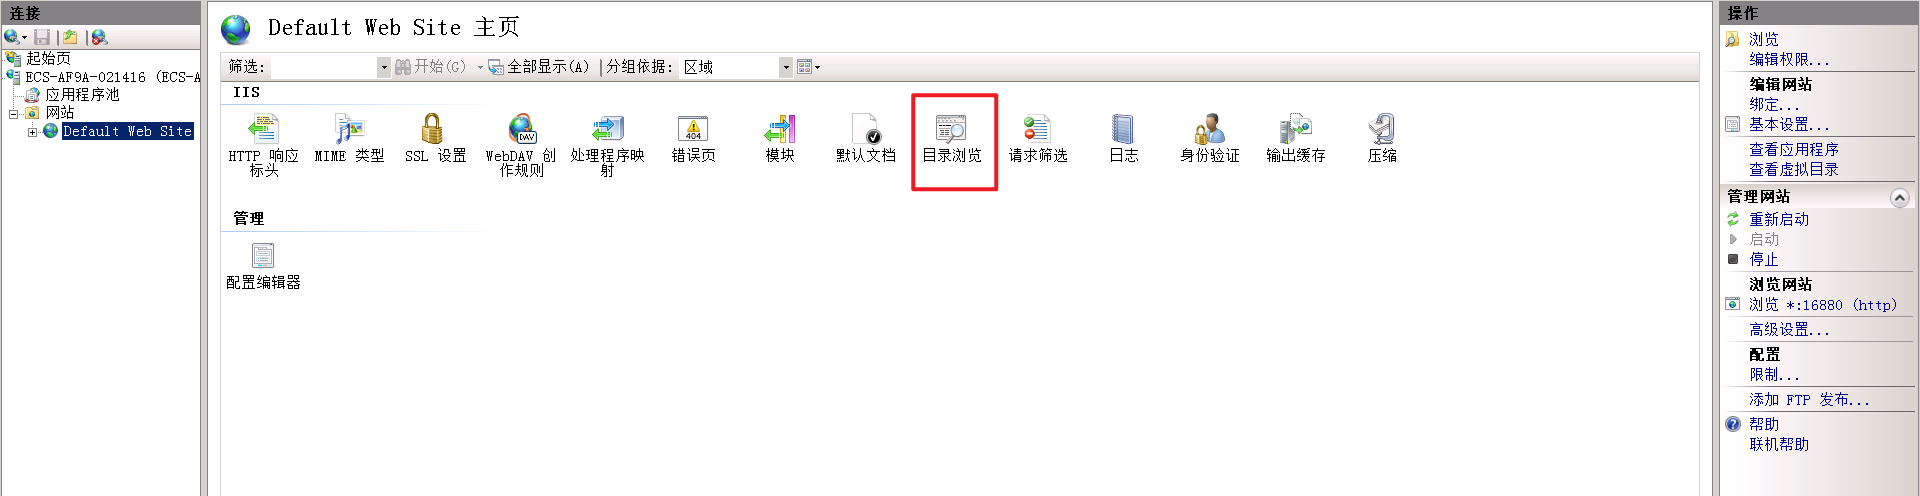 连接
起始页
ECS-AF9A-021416 (ECS-A
应用程序池
网站
Default Web Site
Default Web Site 主页
筛选:
开始(G)
全部显示(A)
分组依据:
区域
IIS
HTTP 响应
标头
MIME 类型
SSL 设置
WebDAV 创
作规则
DAV
处理程序映
射
404
错误页
模块
默认文档
目录浏览
请求筛选
日志
身份验证
输出缓存
压缩
管理
配置编辑器
操作
浏览
编辑权限...
编辑网站
绑定...
基本设置...
查看应用程序
查看虚拟目录
管理网站
重新启动
启动
停止
浏览网站
浏览 *:16880 (http)
高级设置...
配置
限制...
添加 FTP 发布...
帮助
联机帮助